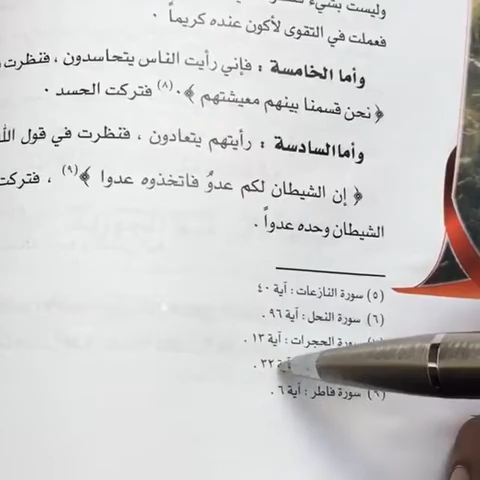 وليست بشيء
فعملت في التقوى لأكون عنده كريماً .
وأما الخامسة : فإني رأيت الناس يتحاسدون ، فنظرت
﴿ نحن قسمنا بينهم معيشتهم ﴾ .(٨) فتركت الحسد .
وأما السادسة : رأيتهم يتعادون ، فنظرت في قول الله
﴿ إن الشيطان لكم عدوٌ فاتخذوه عدوا ﴾(٩) ، فتركت
الشيطان وحده عدواً .
(٥) سورة النازعات : آية ٤٠
(٦) سورة النحل : آية ٩٦ .
سورة الحجرات : آية ١٣ .
آية ٣٢ .
(٩) سورة فاطر : آية ٦ .